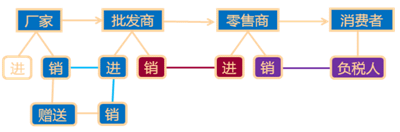 厂家 批发商 零售商 消费者
进 销 进 销 进 销 负税人
赠送 销